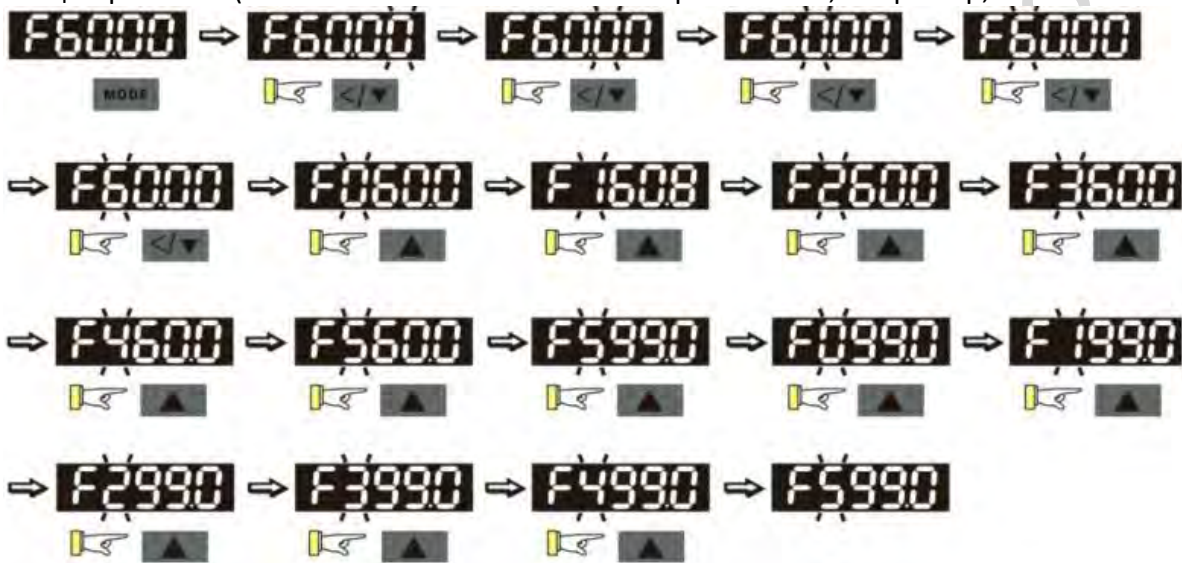 F60.00 ⇨ F60.00 ⇨ F60.00 ⇨ F60.00 ⇨ F60.00
MODE </▼ </▼ </▼ </▼
⇨ F60.00 ⇨ F060.0 ⇨ F160.8 ⇨ F260.0 ⇨ F360.0
</▼ ▲ ▲ ▲ ▲
⇨ F460.0 ⇨ F560.0 ⇨ F599.0 ⇨ F099.0 ⇨ F199.0
▲ ▲ ▲ ▲ ▲
⇨ F299.0 ⇨ F399.0 ⇨ F499.0 ⇨ F599.0
▲ ▲ ▲